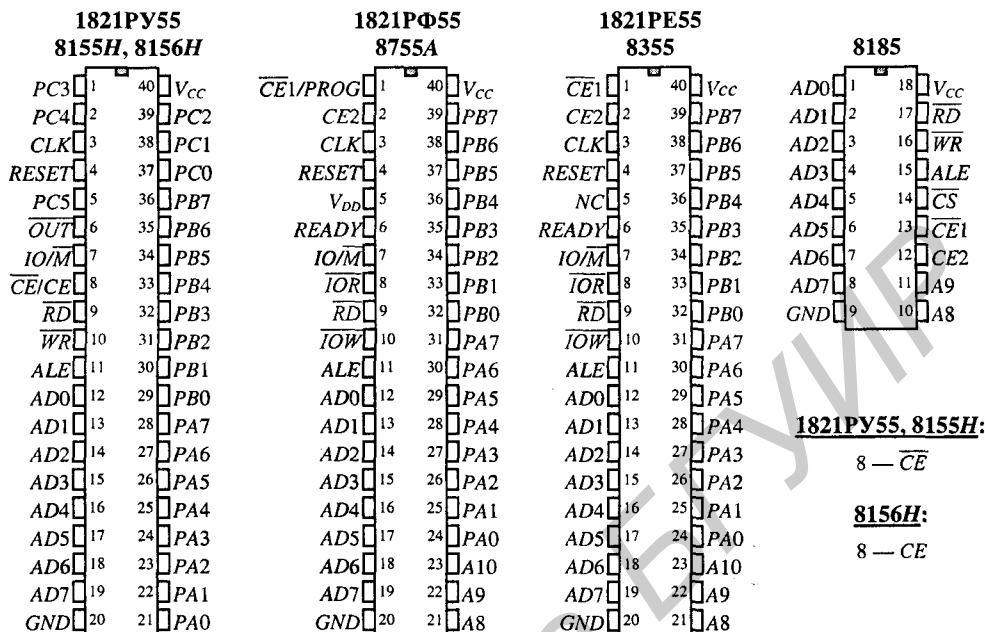 1821РУ55
8155H, 8156H
PC3 1 40 VCC
PC4 2 39 PC2
CLK 3 38 PC1
RESET 4 37 PC0
PC5 5 36 PB7
OUT 6 35 PB6
IO/M 7 34 PB5
CE/CE 8 33 PB4
RD 9 32 PB3
WR 10 31 PB2
ALE 11 30 PB1
AD0 12 29 PB0
AD1 13 28 PA7
AD2 14 27 PA6
AD3 15 26 PA5
AD4 16 25 PA4
AD5 17 24 PA3
AD6 18 23 PA2
AD7 19 22 PA1
GND 20 21 PA0
1821РФ55
8755A
CE1/PROG 1 40 VCC
CE2 2 39 PB7
CLK 3 38 PB6
RESET 4 37 PB5
VDD 5 36 PB4
READY 6 35 PB3
IO/M 7 34 PB2
IOR 8 33 PB1
RD 9 32 PB0
IOW 10 31 PA7
ALE 11 30 PA6
AD0 12 29 PA5
AD1 13 28 PA4
AD2 14 27 PA3
AD3 15 26 PA2
AD4 16 25 PA1
AD5 17 24 PA0
AD6 18 23 A10
AD7 19 22 A9
GND 20 21 A8
1821РЕ55
8355
CE1 1 40 Vcc
CE2 2 39 PB7
CLK 3 38 PB6
RESET 4 37 PB5
NC 5 36 PB4
READY 6 35 PB3
IO/M 7 34 PB2
IOR 8 33 PB1
RD 9 32 PB0
IOW 10 31 PA7
ALE 11 30 PA6
AD0 12 29 PA5
AD1 13 28 PA4
AD2 14 27 PA3
AD3 15 26 PA2
AD4 16 25 PA1
AD5 17 24 PA0
AD6 18 23 A10
AD7 19 22 A9
GND 20 21 A8
8185
AD0 1 18 VCC
AD1 2 17 RD
AD2 3 16 WR
AD3 4 15 ALE
AD4 5 14 CS
AD5 6 13 CE1
AD6 7 12 CE2
AD7 8 11 A9
GND 9 10 A8
1821РУ55, 8155H:
8 — CE
8156H:
8 — CE
БГУИР